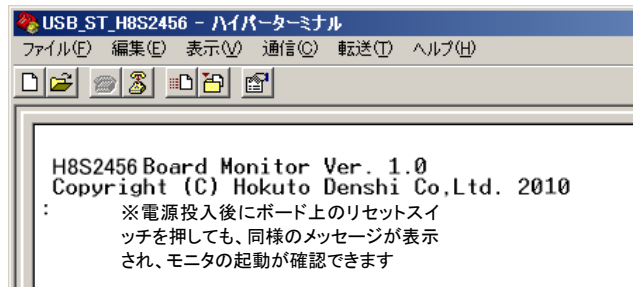 USB_ST_H8S2456 - ハイパーターミナル
ファイル(F) 編集(E) 表示(V) 通信(C) 転送(T) ヘルプ(H)
H8S2456 Board Monitor Ver. 1.0
Copyright (C) Hokuto Denshi Co,Ltd. 2010
:
※電源投入後にボード上のリセットスイ
ッチを押しても、同様のメッセージが表示
され、モニタの起動が確認できます